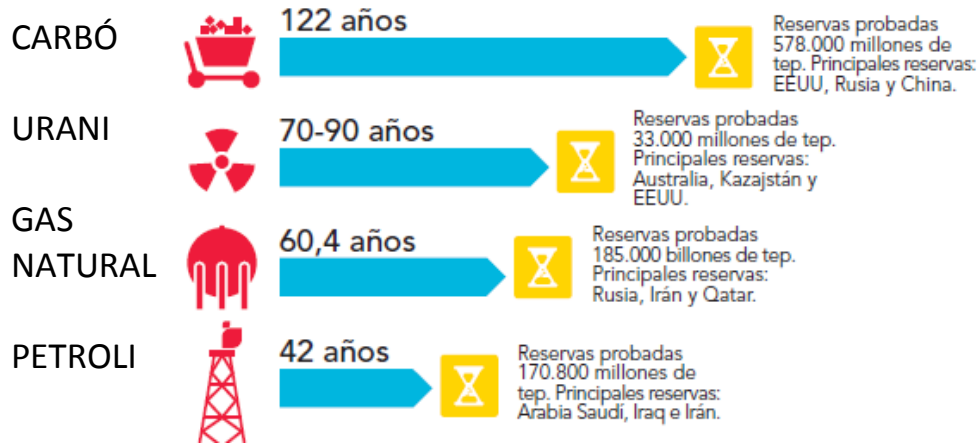 CARBÓ
122 años
Reservas probadas
578.000 millones de
tep. Principales reservas:
EEUU, Rusia y China.
URANI
70-90 años
Reservas probadas
33.000 millones de tep.
Principales reservas:
Australia, Kazajstán y
EEUU.
GAS
NATURAL
60,4 años
Reservas probadas
185.000 billones de tep.
Principales reservas:
Rusia, Irán y Qatar.
PETROLI
42 años
Reservas probadas
170.800 millones de
tep. Principales reservas:
Arabia Saudí, Iraq e Irán.